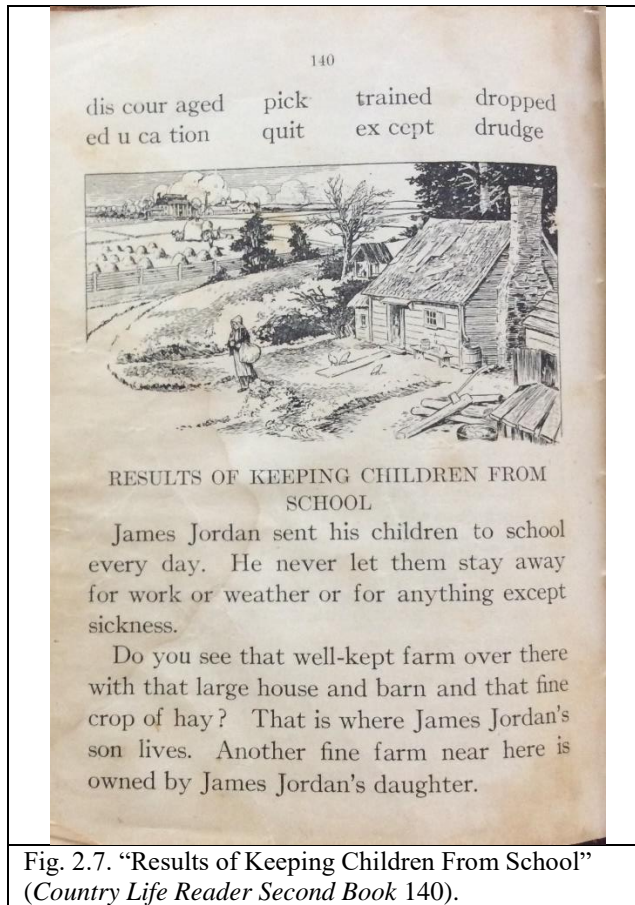 140
dis cour aged pick trained dropped
ed u ca tion quit ex cept drudge
RESULTS OF KEEPING CHILDREN FROM
SCHOOL
James Jordan sent his children to school
every day. He never let them stay away
for work or weather or for anything except
sickness.
Do you see that well-kept farm over there
with that large house and barn and that fine
crop of hay? That is where James Jordan's
son lives. Another fine farm near here is
owned by James Jordan's daughter.
Fig. 2.7. “Results of Keeping Children From School”
(Country Life Reader Second Book 140).